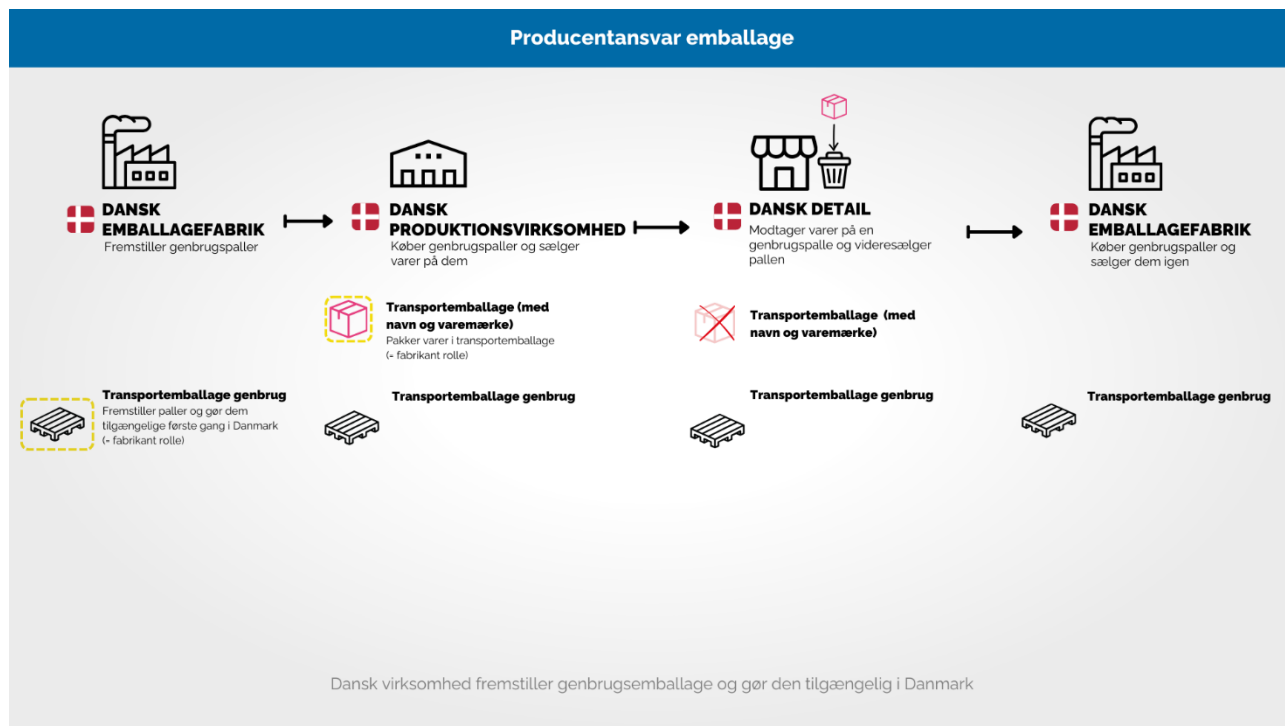 Producentansvar emballage
DANSK
EMBALLAGEFABRIK
Fremstiller genbrugspaller
DANSK
PRODUKTIONSVIRKSOMHED
Køber genbrugspaller og sælger
varer på dem
DANSK DETAIL
Modtager varer på en
genbrugspalle og videresælger
pallen
DANSK
EMBALLAGEFABRIK
Køber genbrugspaller og
sælger dem igen
Transportemballage (med
navn og varemærke)
Pakker varer i transportemballage
(= fabrikant rolle)
Transportemballage (med
navn og varemærke)
Transportemballage genbrug
Fremstiller paller og gør dem
tilgængelige første gang i Danmark
(= fabrikant rolle)
Transportemballage genbrug
Transportemballage genbrug
Transportemballage genbrug
Dansk virksomhed fremstiller genbrugsemballage og gør den tilgængelig i Danmark